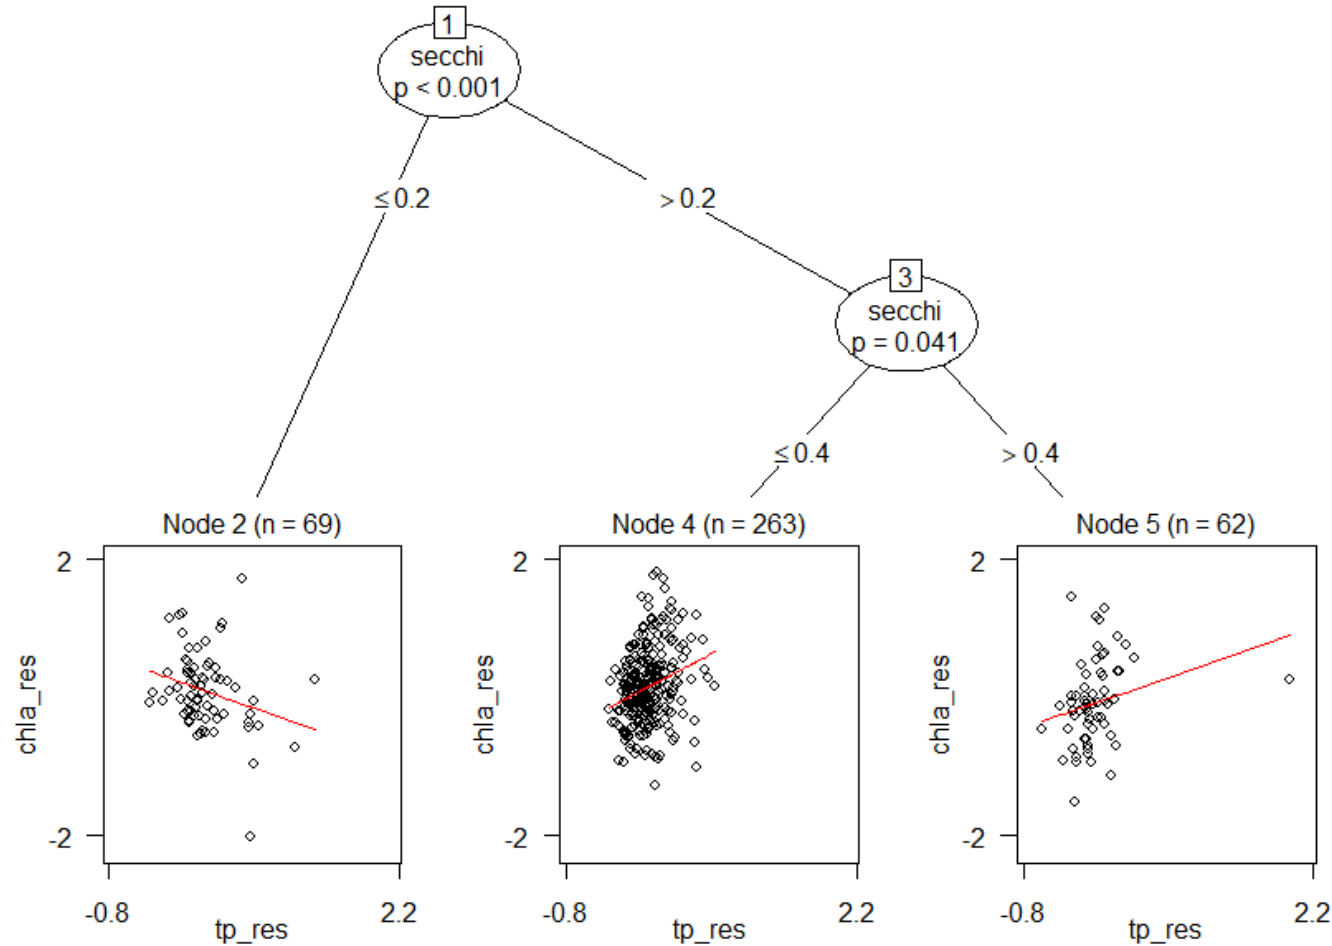 1
secchi
p < 0.001
≤ 0.2
> 0.2
3
secchi
p = 0.041
≤ 0.4
> 0.4
Node 2 (n = 69)
Node 4 (n = 263)
Node 5 (n = 62)
2
-2
chla_res
-0.8
2.2
tp_res
2
-2
chla_res
-0.8
2.2
tp_res
2
-2
chla_res
-0.8
2.2
tp_res